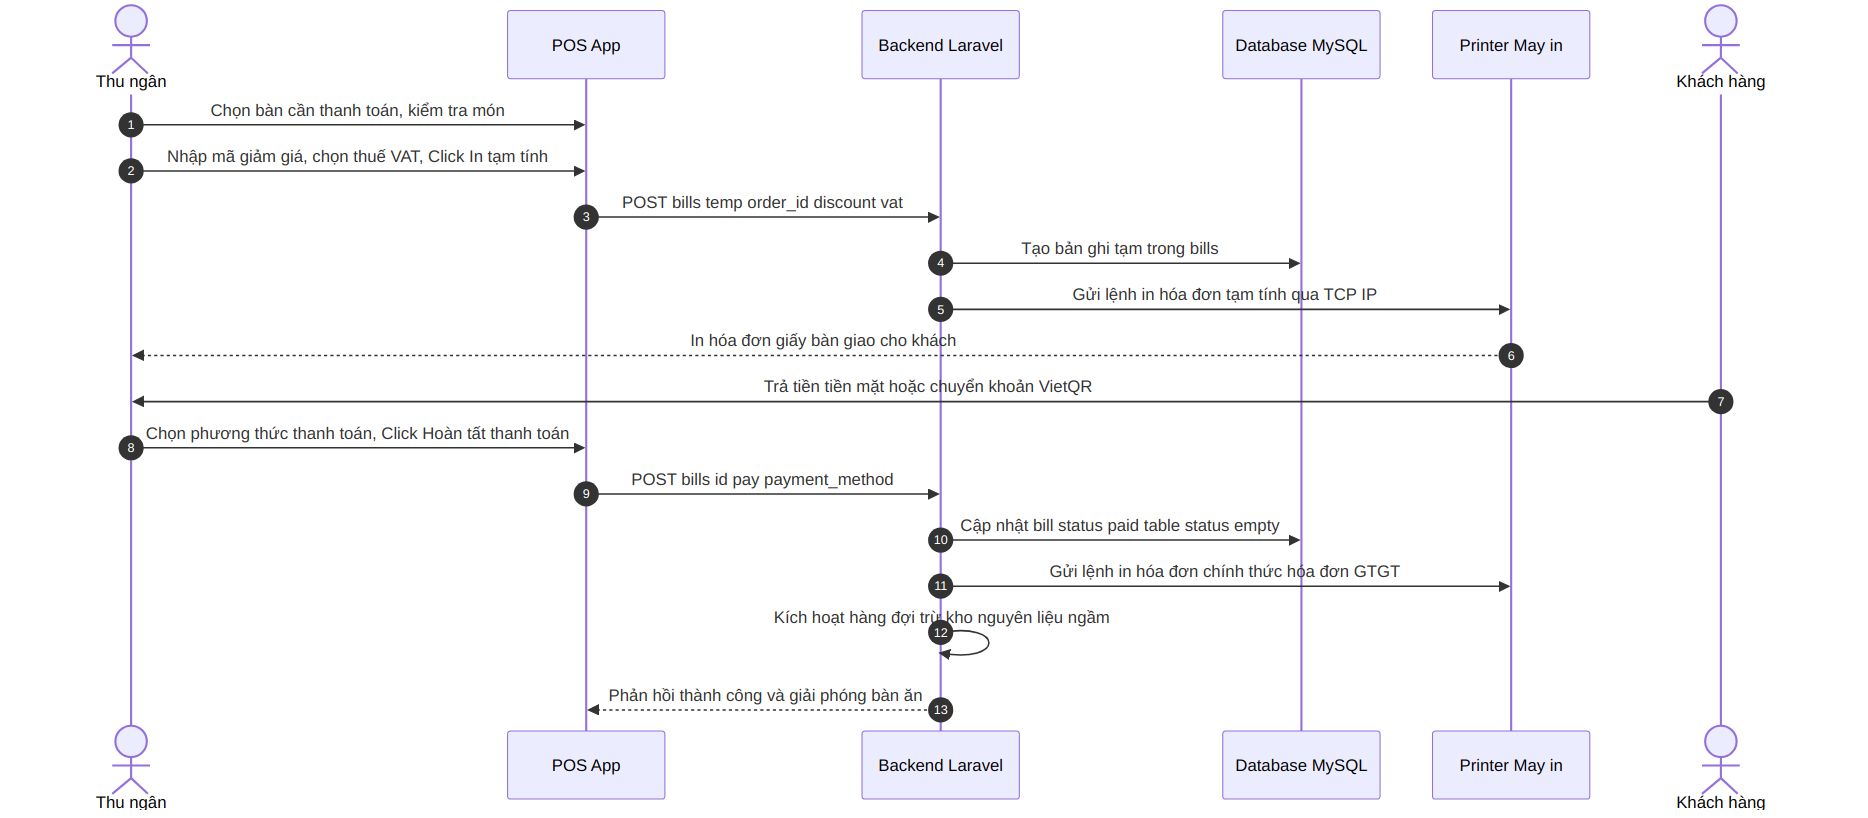 Thu ngân
POS App
Backend Laravel
Database MySQL
Printer May in
Khách hàng
1 Chọn bàn cần thanh toán, kiểm tra món
2 Nhập mã giảm giá, chọn thuế VAT, Click In tạm tính
3 POST bills temp order_id discount vat
4 Tạo bản ghi tạm trong bills
5 Gửi lệnh in hóa đơn tạm tính qua TCP IP
In hóa đơn giấy bàn giao cho khách 6
Trả tiền tiền mặt hoặc chuyển khoản VietQR 7
8 Chọn phương thức thanh toán, Click Hoàn tất thanh toán
9 POST bills id pay payment_method
10 Cập nhật bill status paid table status empty
11 Gửi lệnh in hóa đơn chính thức hóa đơn GTGT
Kích hoạt hàng đợi trừ kho nguyên liệu ngầm
12
Phản hồi thành công và giải phóng bàn ăn 13
Thu ngân
POS App
Backend Laravel
Database MySQL
Printer May in
Khách hàng